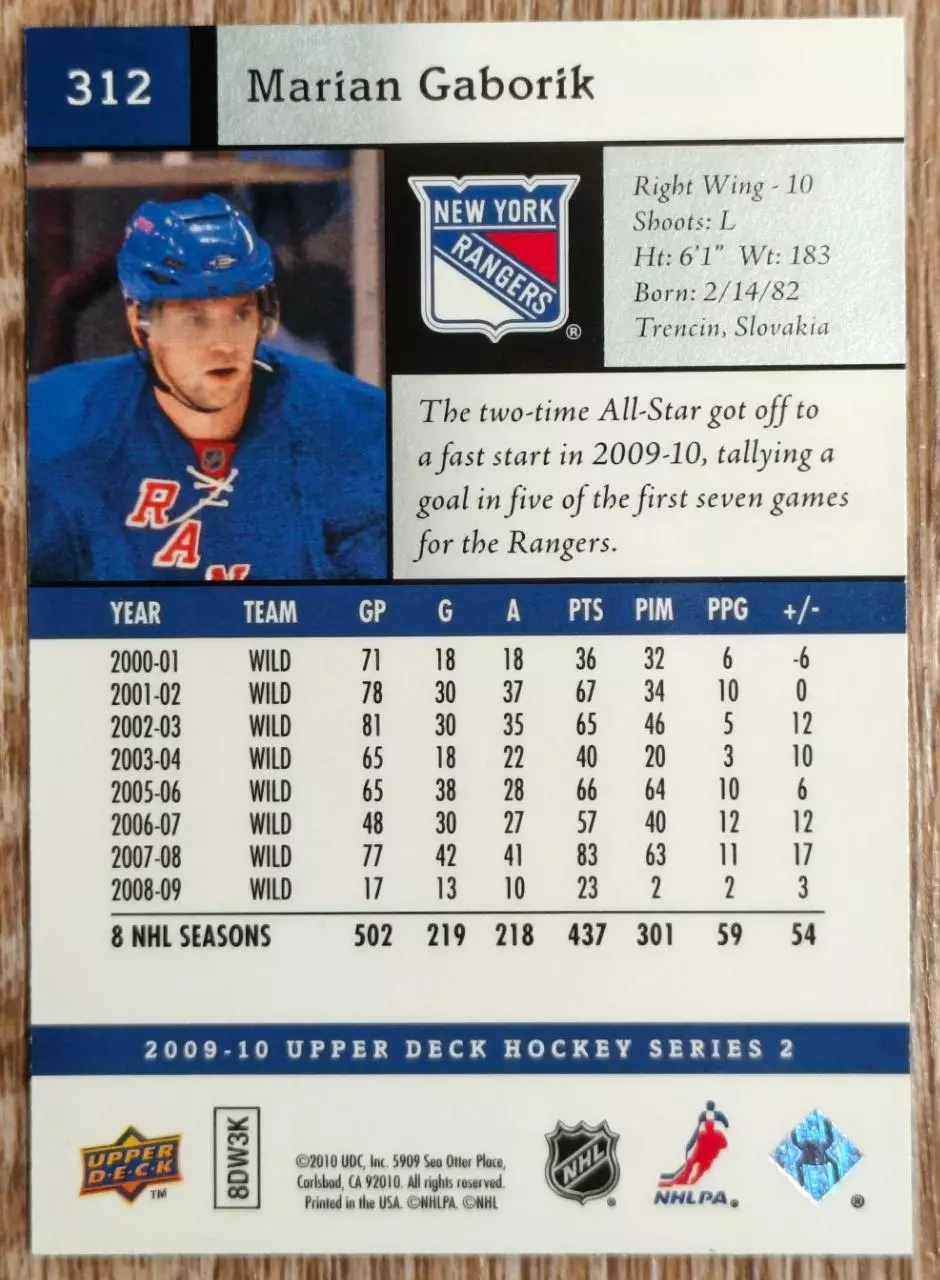 312
Marian Gaborik
NEW YORK
RANGERS
®
Right Wing - 10
Shoots: L
Ht: 6'1" Wt: 183
Born: 2/14/82
Trencin, Slovakia
The two-time All-Star got off to
a fast start in 2009-10, tallying a
goal in five of the first seven games
for the Rangers.
RAN
YEAR TEAM GP G A PTS PIM PPG +/-
2000-01 WILD 71 18 18 36 32 6 -6
2001-02 WILD 78 30 37 67 34 10 0
2002-03 WILD 81 30 35 65 46 5 12
2003-04 WILD 65 18 22 40 20 3 10
2005-06 WILD 65 38 28 66 64 10 6
2006-07 WILD 48 30 27 57 40 12 12
2007-08 WILD 77 42 41 83 63 11 17
2008-09 WILD 17 13 10 23 2 2 3
8 NHL SEASONS 502 219 218 437 301 59 54
2009-10 UPPER DECK HOCKEY SERIES 2
UPPER
D·E·C·K
TM
8DW3K
©2010 UDC, Inc. 5909 Sea Otter Place,
Carlsbad, CA 92010. All rights reserved.
Printed in the USA. ©NHLPA. ©NHL
NHL
®
NHLPA®
®